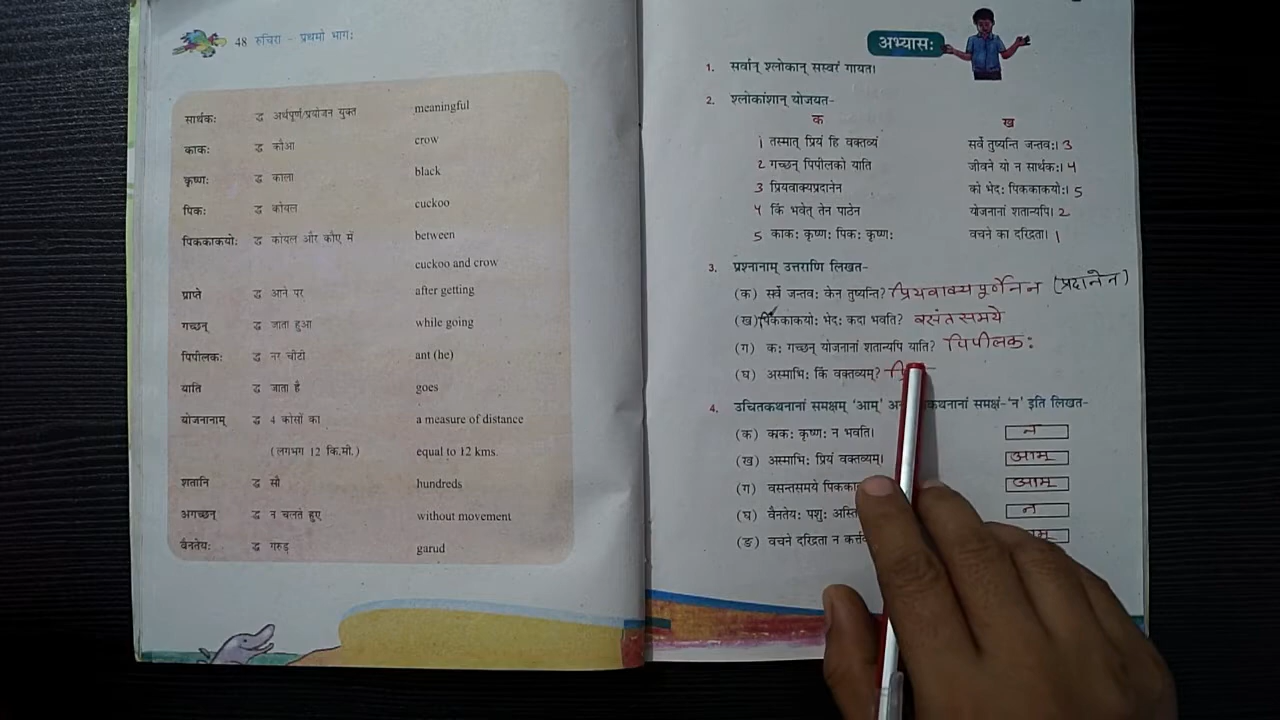 48 रुचिरा - प्रथमो भागः
सार्थकः द्ध अर्थपूर्ण/प्रयोजन युक्त meaningful
काकः द्ध कौआ crow
कृष्णः द्ध काला black
पिकः द्ध कोयल cuckoo
पिककाकयोः द्ध कोयल और कौए में between
cuckoo and crow
प्राप्ते द्ध आने पर after getting
गच्छन् द्ध जाता हुआ while going
पिपीलकः द्ध नर चींटी ant (he)
याति द्ध जाता है goes
योजनानाम् द्ध 4 कोसों का a measure of distance
(लगभग 12 कि.मी.) equal to 12 kms.
शतानि द्ध सौ hundreds
अगच्छन् द्ध न चलते हुए without movement
वैनतेयः द्ध गरुड़ garud
अभ्यासः
1. सर्वान् श्लोकान् सस्वरं गायत।
2. श्लोकांशान् योजयत-
क ख
1 तस्मात् प्रियं हि वक्तव्यं सर्वे तुष्यन्ति जन्तवः। 3
2 गच्छन् पिपीलको याति जीवने यो न सार्थकः। 4
3 प्रियवाक्यप्रदानेन को भेदः पिककाकयोः। 5
4 किं भवेत् तेन पाठेन योजनानां शतान्यपि। 2
5 काकः कृष्णः पिकः कृष्णः वचने का दरिद्रता। 1
3. प्रश्नानाम् उत्तराणि लिखत-
(क) सर्वे जन्तवः केन तुष्यन्ति? प्रियवाक्य पूर्णेनेन (प्रदानेन)
(ख) पिककाकयोः भेदः कदा भवति? वसंतसमये
(ग) कः गच्छन् योजनानां शतान्यपि याति? पिपीलकः
(घ) अस्माभिः किं वक्तव्यम्?
4. उचितकथनानां समक्षम् 'आम्' कथनानां समक्षं-'न' इति लिखत-
(क) काकः कृष्णः न भवति। न
(ख) अस्माभिः प्रियं वक्तव्यम्। आम्
(ग) वसन्तसमये आम्
(घ) वैनतेयः पशुः अस्ति न
(ङ) वचने दरिद्रता न आम्